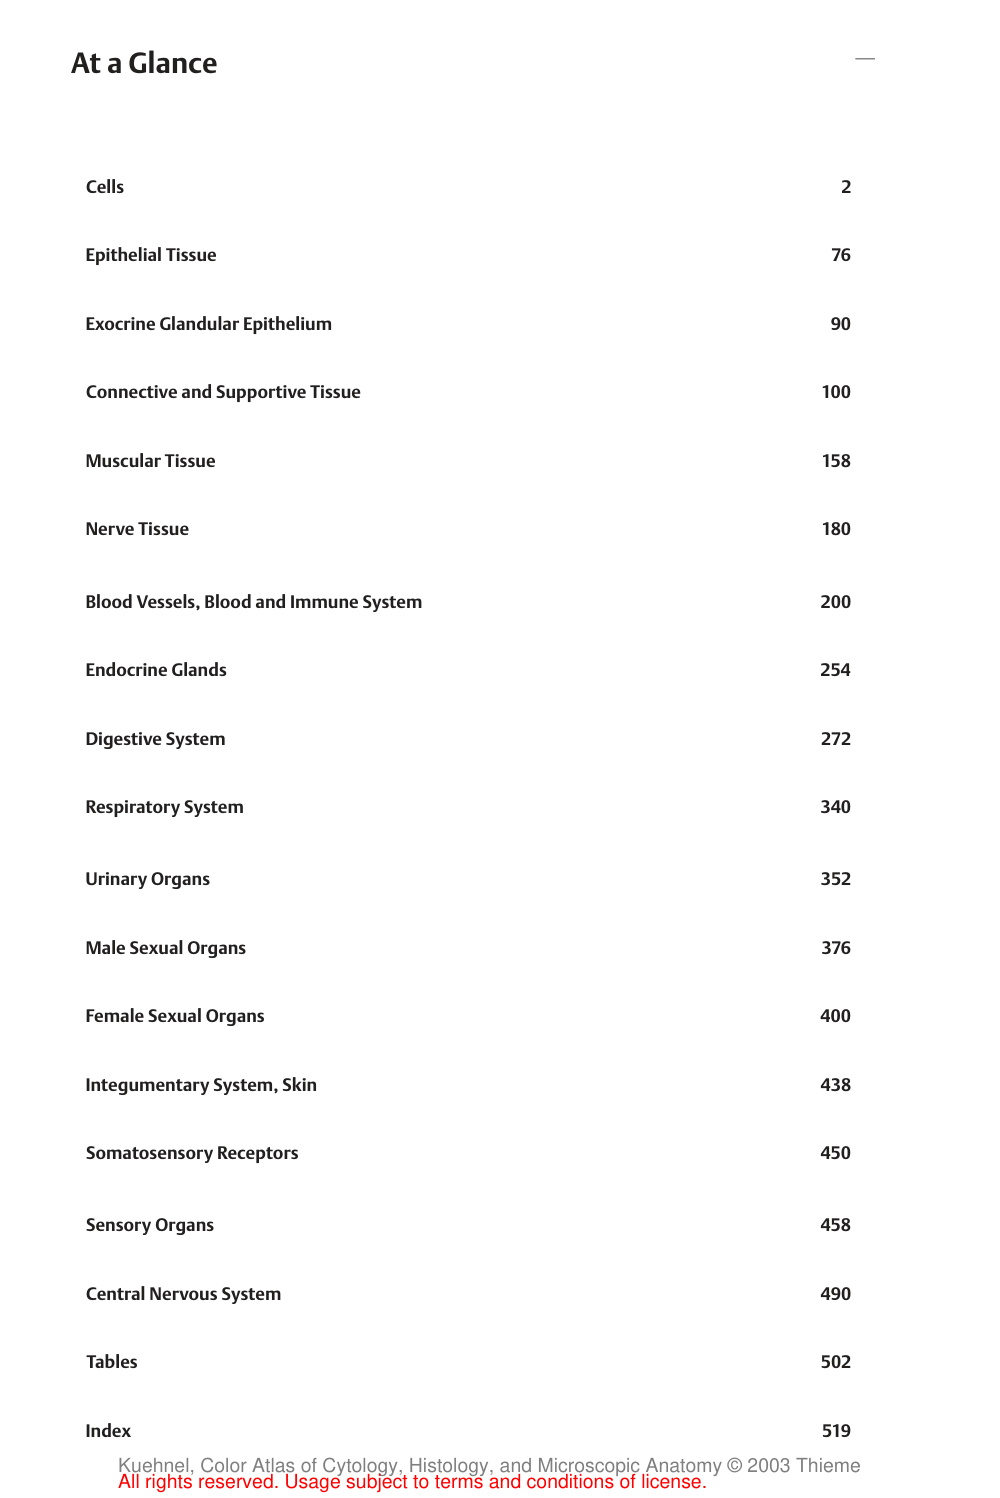 At a Glance
Cells 2
Epithelial Tissue 76
Exocrine Glandular Epithelium 90
Connective and Supportive Tissue 100
Muscular Tissue 158
Nerve Tissue 180
Blood Vessels, Blood and Immune System 200
Endocrine Glands 254
Digestive System 272
Respiratory System 340
Urinary Organs 352
Male Sexual Organs 376
Female Sexual Organs 400
Integumentary System, Skin 438
Somatosensory Receptors 450
Sensory Organs 458
Central Nervous System 490
Tables 502
Index 519
Kuehnel, Color Atlas of Cytology, Histology, and Microscopic Anatomy © 2003 Thieme
All rights reserved. Usage subject to terms and conditions of license.